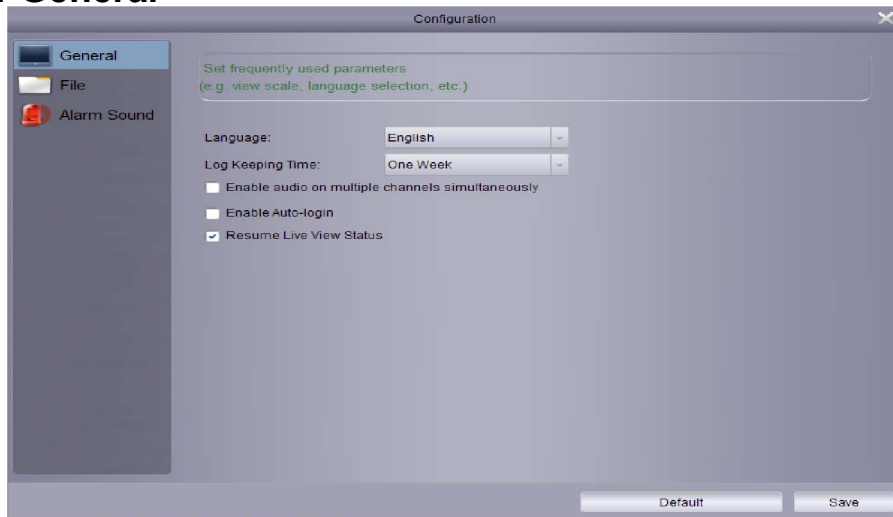 General
Configuration
General
File
Alarm Sound
Set frequently used parameters
(e.g. view scale, language selection, etc.)
Language: English
Log Keeping Time: One Week
Enable audio on multiple channels simultaneously
Enable Auto-login
Resume Live View Status
Default Save